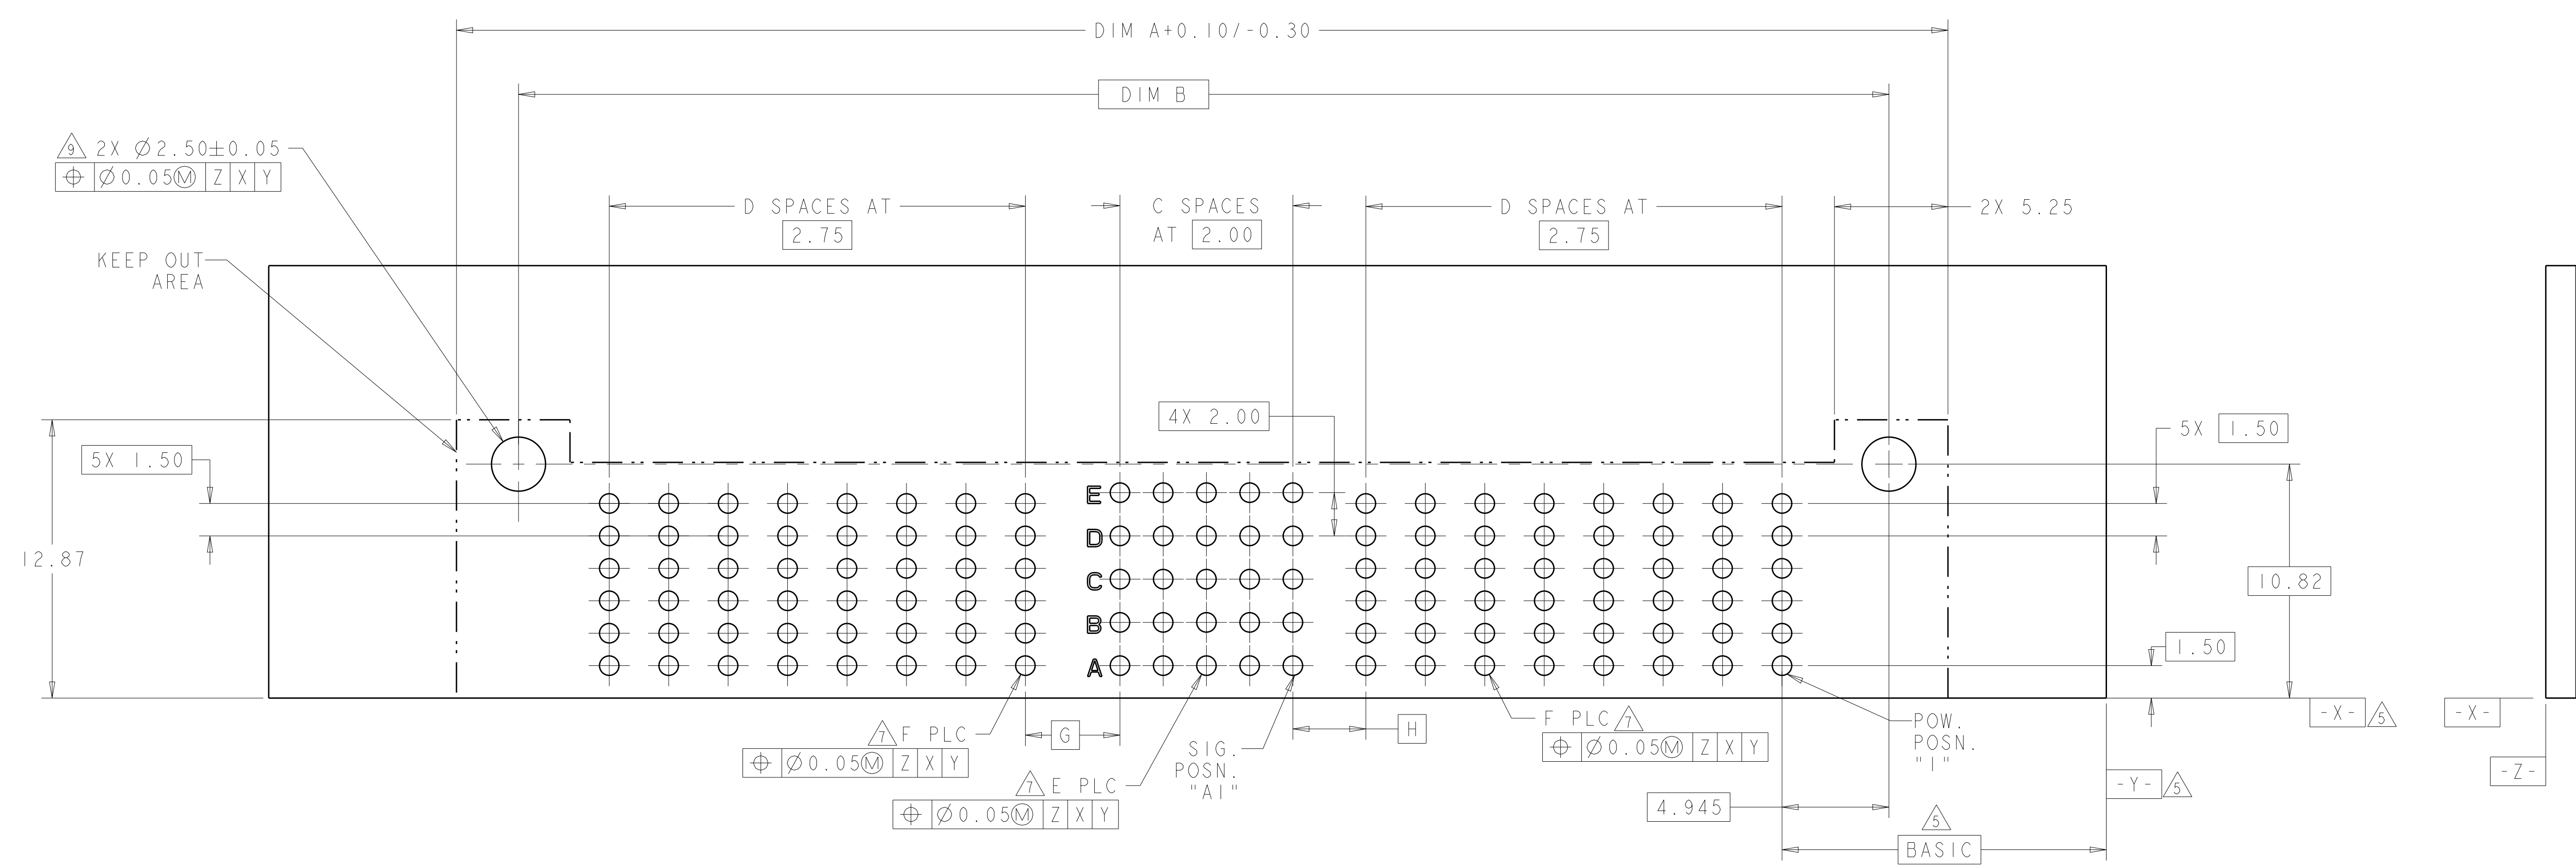 DIM A+0.10/-0.30
DIM B
9 2X Ø2.50±0.05
⌖ Ø0.05Ⓜ Z X Y
D SPACES AT
2.75
C SPACES
AT 2.00
D SPACES AT
2.75
2X 5.25
KEEP OUT
AREA
4X 2.00
5X 1.50
5X 1.50
12.87
E
D
C
B
A
10.82
1.50
7 F PLC
⌖ Ø0.05Ⓜ Z X Y
G
7 E PLC
⌖ Ø0.05Ⓜ Z X Y
SIG.
POSN.
"A1"
H
F PLC 7
⌖ Ø0.05Ⓜ Z X Y
POW.
POSN.
"1"
-X- 5
-X-
-Z-
-Y- 5
4.945
5
BASIC